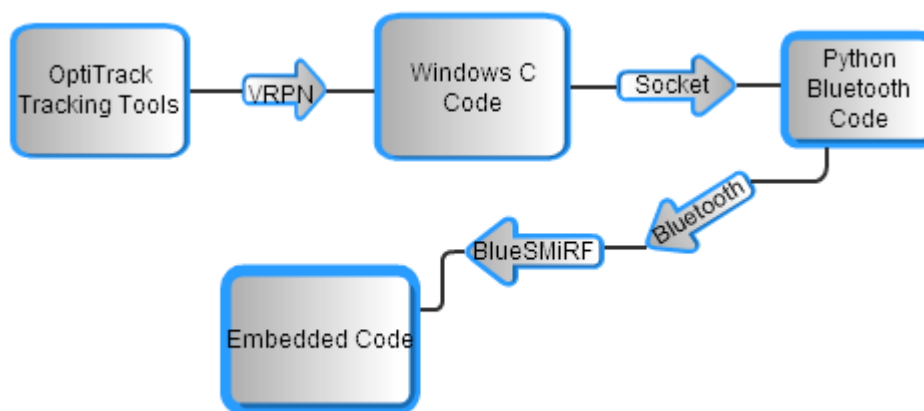 OptiTrack
Tracking Tools
VRPN
Windows C
Code
Socket
Python
Bluetooth
Code
Bluetooth
BlueSMiRF
Embedded Code